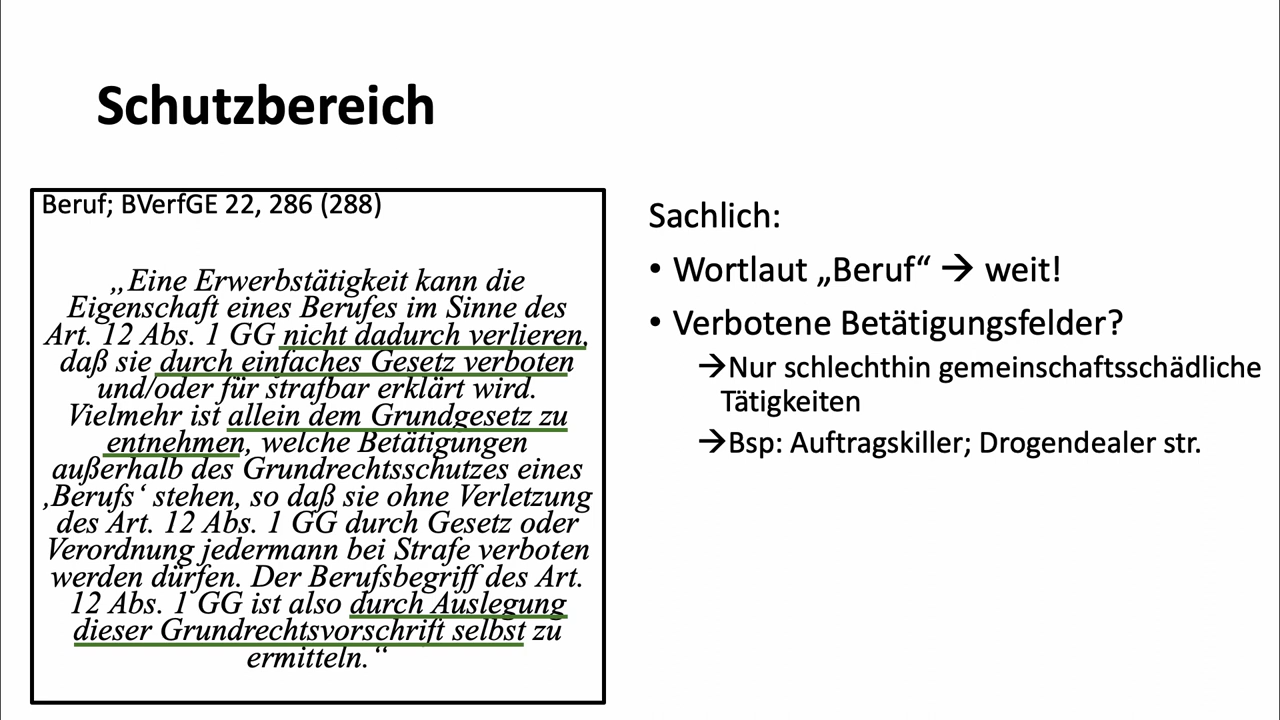 Schutzbereich
Beruf; BVerfGE 22, 286 (288)
„Eine Erwerbstätigkeit kann die
Eigenschaft eines Berufes im Sinne des
Art. 12 Abs. 1 GG nicht dadurch verlieren,
daß sie durch einfaches Gesetz verboten
und/oder für strafbar erklärt wird.
Vielmehr ist allein dem Grundgesetz zu
entnehmen, welche Betätigungen
außerhalb des Grundrechtsschutzes eines
‚Berufs‘ stehen, so daß sie ohne Verletzung
des Art. 12 Abs. 1 GG durch Gesetz oder
Verordnung jedermann bei Strafe verboten
werden dürfen. Der Berufsbegriff des Art.
12 Abs. 1 GG ist also durch Auslegung
dieser Grundrechtsvorschrift selbst zu
ermitteln.“
Sachlich:
• Wortlaut „Beruf“ → weit!
• Verbotene Betätigungsfelder?
→Nur schlechthin gemeinschaftsschädliche
Tätigkeiten
→Bsp: Auftragskiller; Drogendealer str.